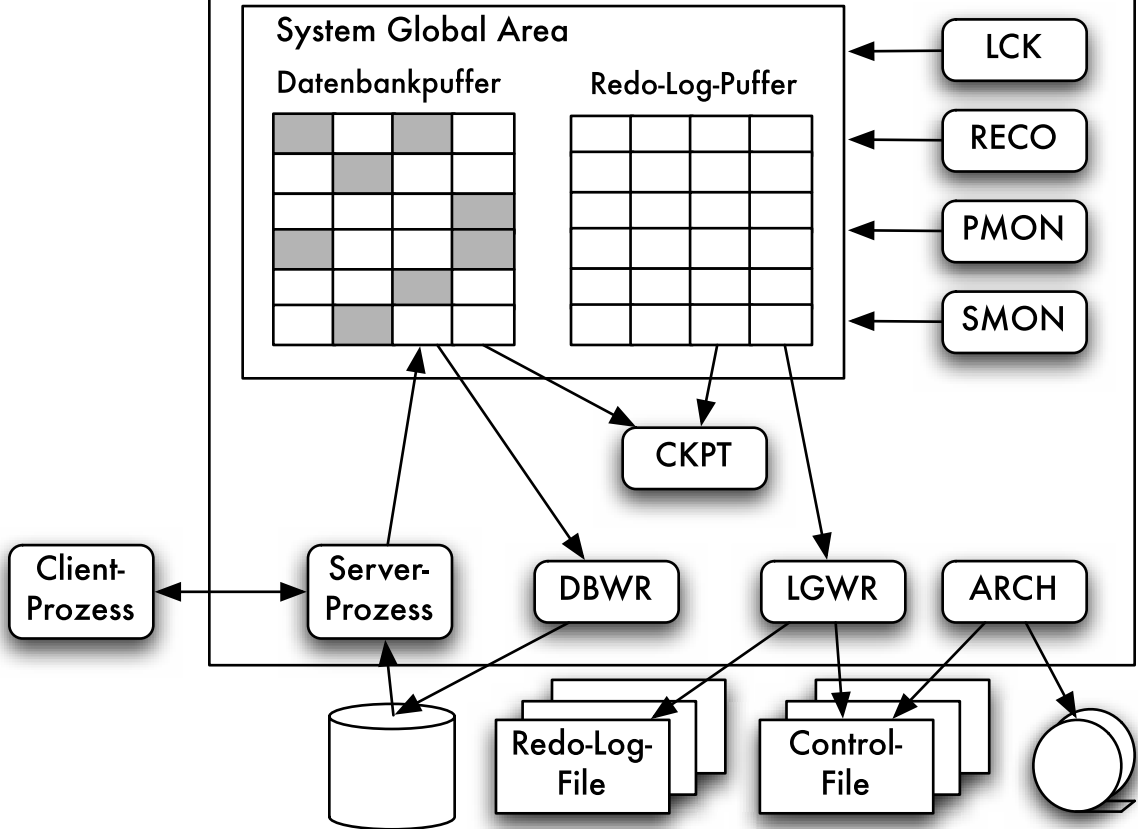 System Global Area
Datenbankpuffer
Redo-Log-Puffer
LCK
RECO
PMON
SMON
CKPT
Client-
Prozess
Server-
Prozess
DBWR
LGWR
ARCH
Redo-Log-
File
Control-
File